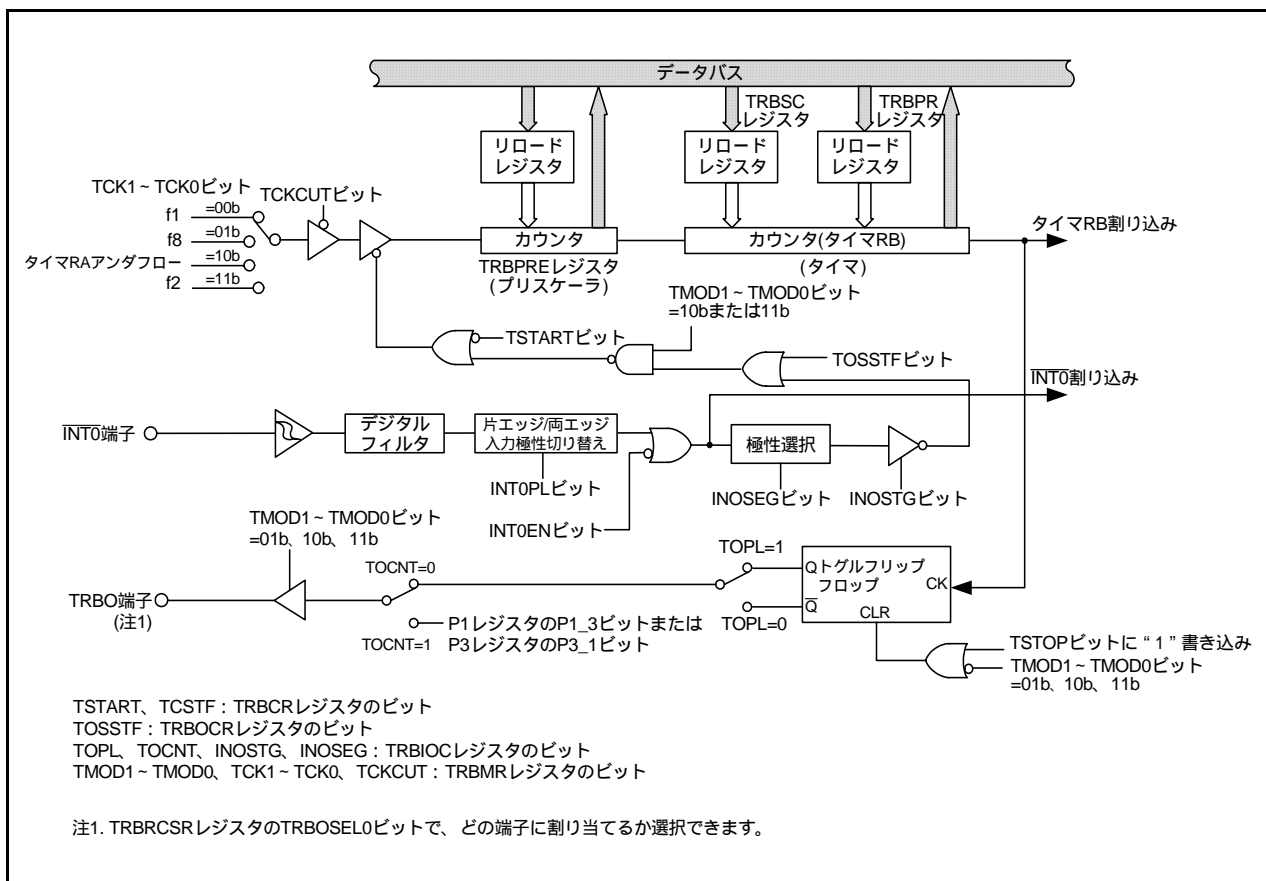 データバス
TRBSC
レジスタ
TRBPR
レジスタ
リロード
レジスタ
リロード
レジスタ
リロード
レジスタ
TCK1~TCK0ビット
TCKCUTビット
f1 =00b
f8 =01b
タイマRAアンダフロー =10b
f2 =11b
カウンタ
TRBPREレジスタ
(プリスケーラ)
カウンタ(タイマRB)
(タイマ)
タイマRB割り込み
TMOD1~TMOD0ビット
=10bまたは11b
TSTARTビット
TOSSTFビット
INT0割り込み
INT0端子
デジタル
フィルタ
片エッジ/両エッジ
入力極性切り替え
極性選択
INT0PLビット
INOSEGビット
INOSTGビット
INT0ENビット
TMOD1~TMOD0ビット
=01b、10b、11b
TOCNT=0
TOPL=1
Qトグルフリップ
フロップ
CK
Q
CLR
TRBO端子
(注1)
P1レジスタのP1_3ビットまたは
TOCNT=1 P3レジスタのP3_1ビット
TOPL=0
TSTOPビットに“1”書き込み
TMOD1~TMOD0ビット
=01b、10b、11b
TSTART、TCSTF:TRBCRレジスタのビット
TOSSTF:TRBOCRレジスタのビット
TOPL、TOCNT、INOSTG、INOSEG:TRBIOCレジスタのビット
TMOD1~TMOD0、TCK1~TCK0、TCKCUT:TRBMRレジスタのビット
注1. TRBRCSRレジスタのTRBOSEL0ビットで、どの端子に割り当てるか選択できます。